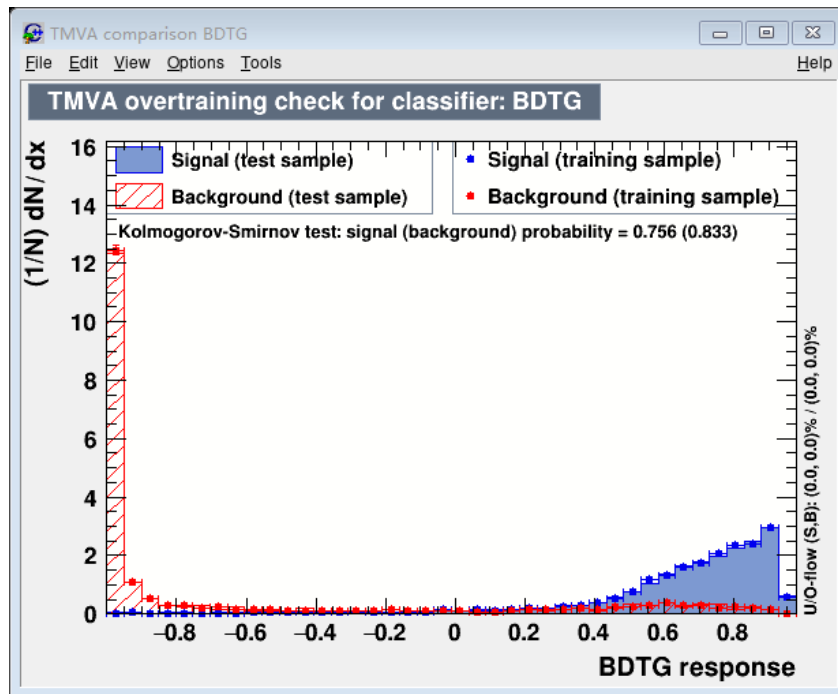 TMVA comparison BDTG
File Edit View Options Tools Help
TMVA overtraining check for classifier: BDTG
Signal (test sample)
Background (test sample)
Signal (training sample)
Background (training sample)
Kolmogorov-Smirnov test: signal (background) probability = 0.756 (0.833)
(1/N) dN/dx
16
14
12
10
8
6
4
2
0
−0.8 −0.6 −0.4 −0.2 0 0.2 0.4 0.6 0.8
BDTG response
U/O-flow (S,B): (0.0, 0.0)% / (0.0, 0.0)%